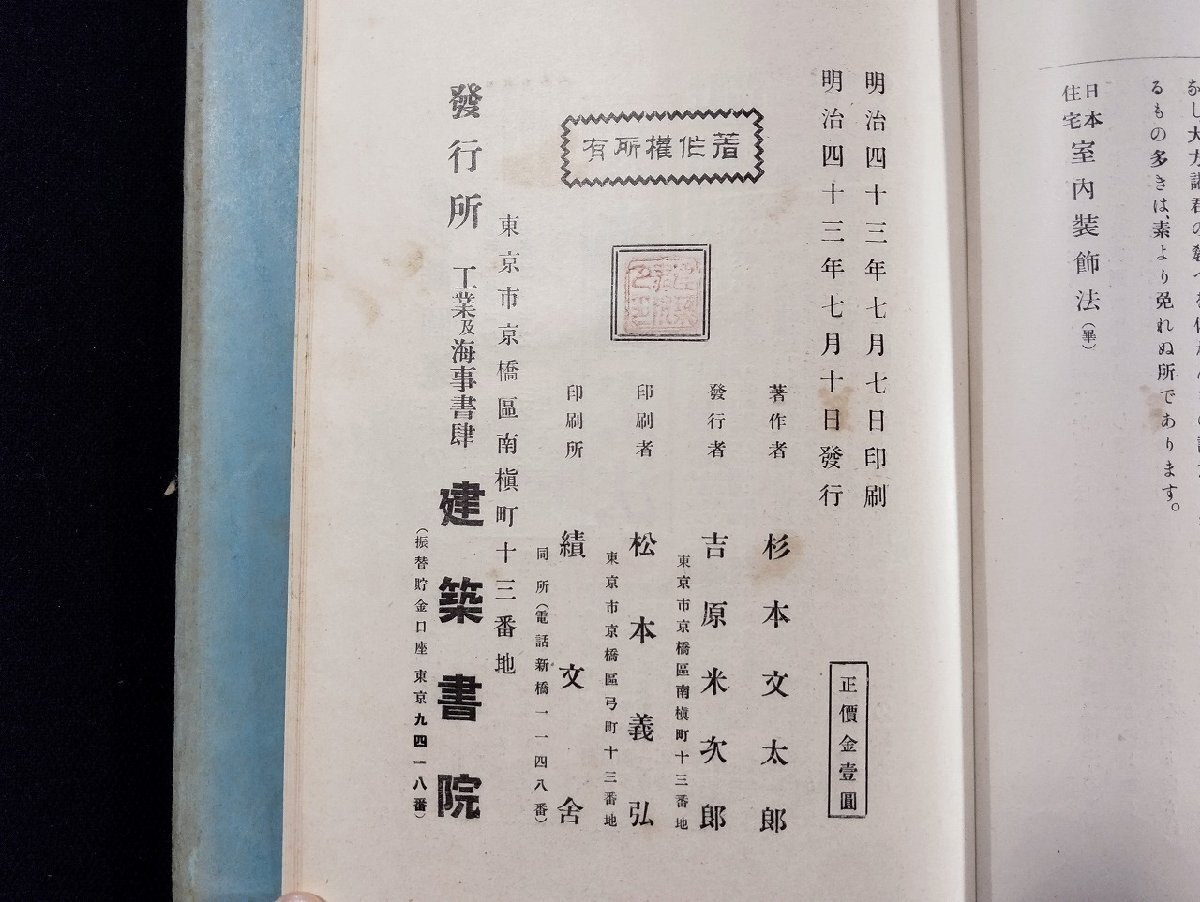 るもの多きは、素より免れぬ所であります。
日本住宅室內裝飾法(畢)
明治四十三年七月七日印刷
明治四十三年七月十日發行
正價金壹圓
著作權所有
著作者 杉本文太郎
發行者 吉原米次郎
東京市京橋區南槇町十三番地
印刷者 松本義弘
東京市京橋區弓町十三番地
印刷所 績文舍
同所(電話新橋一一四八番)
東京市京橋區南槇町十三番地
發行所 工業及海事書肆 建築書院
(振替貯金口座東京九四一八番)